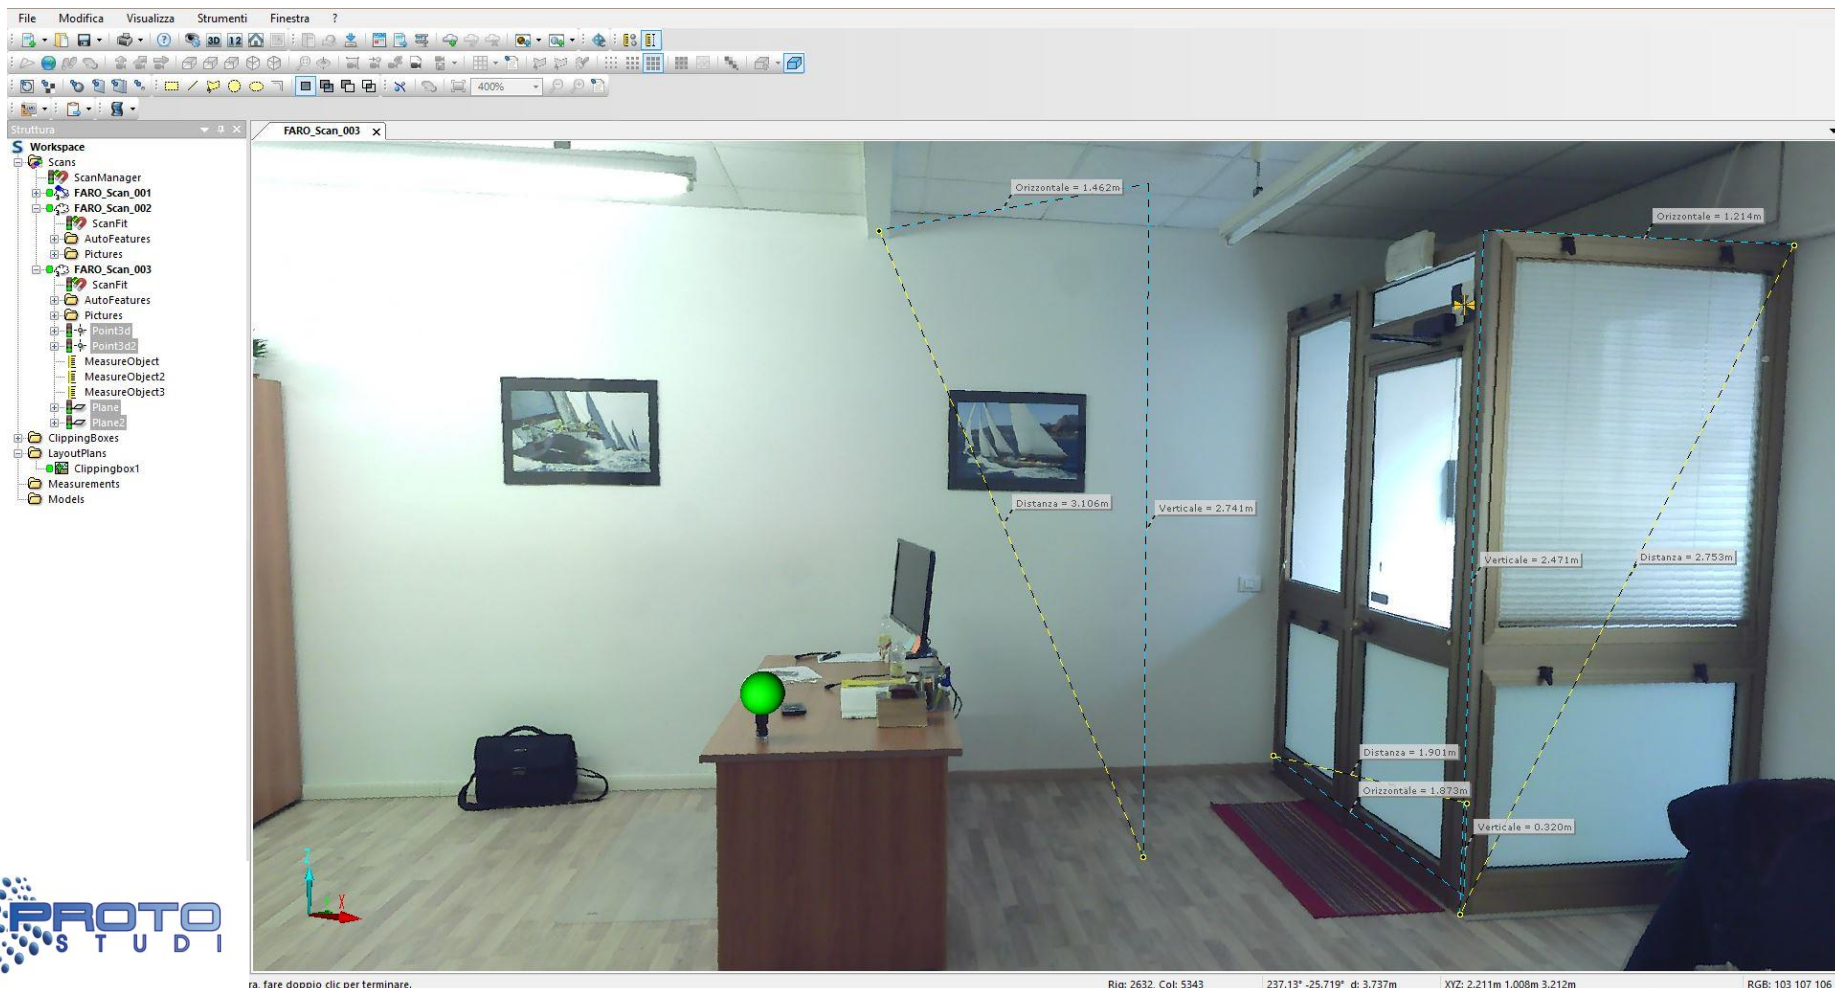 File Modifica Visualizza Strumenti Finestra ?
3D 12
400%
Struttura
FARO_Scan_003
Workspace
Scans
ScanManager
FARO_Scan_001
FARO_Scan_002
ScanFit
AutoFeatures
Pictures
FARO_Scan_003
ScanFit
AutoFeatures
Pictures
Point3d
Point3d2
MeasureObject
MeasureObject2
MeasureObject3
Plane
Plane2
ClippingBoxes
LayoutPlans
Clippingbox1
Measurements
Models
Orizzontale = 1.462m
Orizzontale = 1.214m
Distanza = 3.106m
Verticale = 2.741m
Verticale = 2.471m
Distanza = 2.753m
Distanza = 1.901m
Orizzontale = 1.873m
Verticale = 0.320m
Z
X
PROTO
STUDI
ra, fare doppio clic per terminare.
Rig: 2632, Col: 5343
237.13° -25.719° d: 3.737m
XYZ: 2.211m 1.008m 3.212m
RGB: 103 107 106